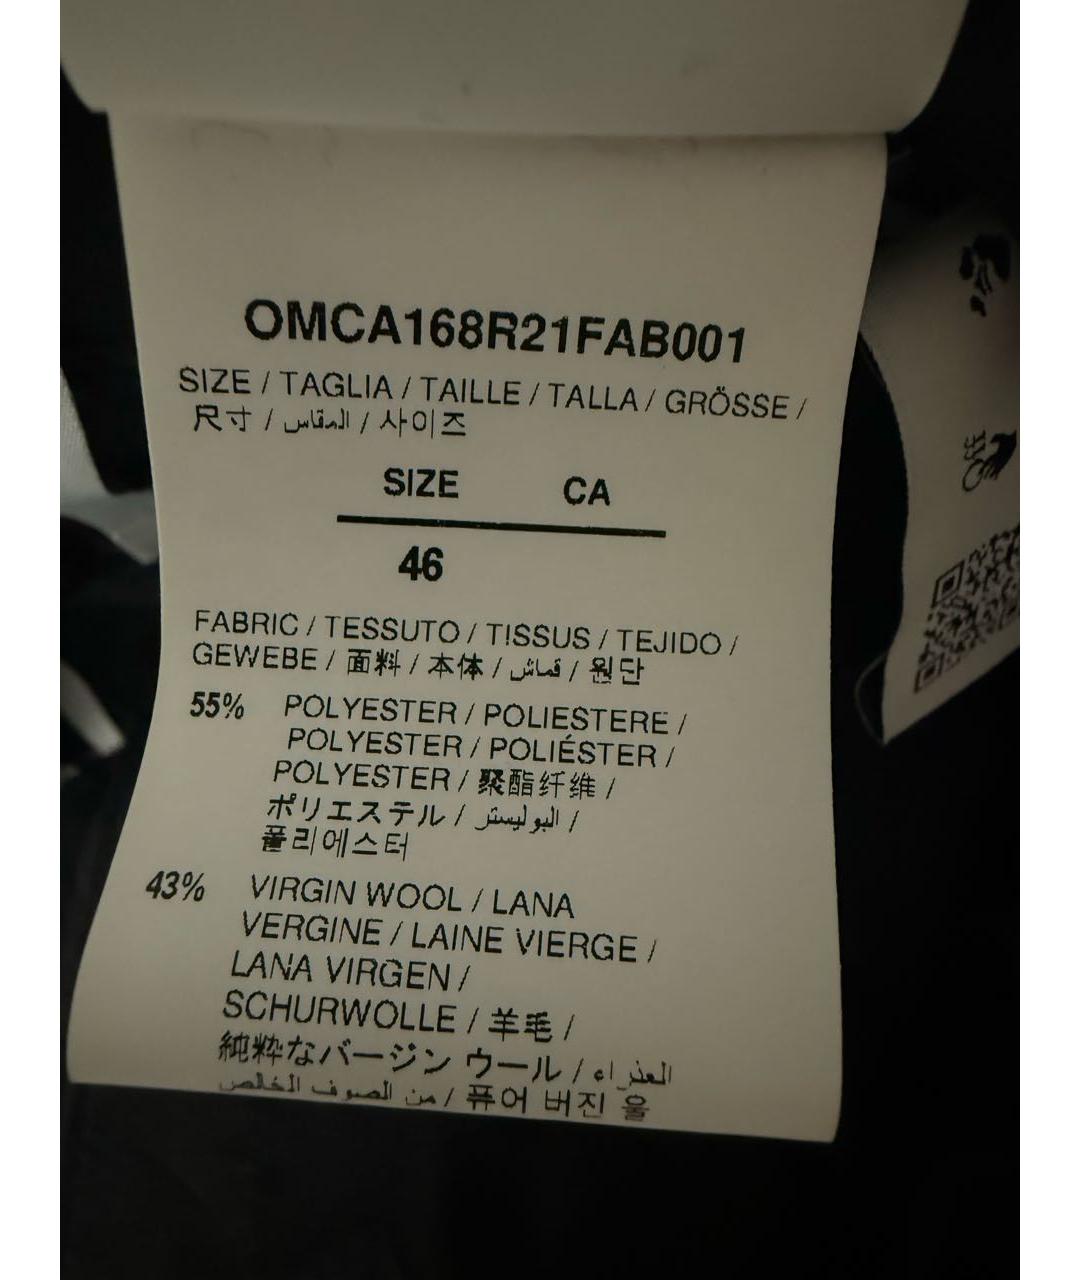 OMCA168R21FAB001
SIZE / TAGLIA / TAILLE / TALLA / GRÖSSE /
尺寸 / المقاس / 사이즈
SIZE CA
46
FABRIC / TESSUTO / TISSUS / TEJIDO /
GEWEBE / 面料 / 本体 / قماش / 원단
55% POLYESTER / POLIESTERE /
POLYESTER / POLIÉSTER /
POLYESTER / 聚酯纤维 /
ポリエステル / البوليستر /
폴리에스터
43% VIRGIN WOOL / LANA
VERGINE / LAINE VIERGE /
LANA VIRGEN /
SCHURWOLLE / 羊毛 /
純粋なバージン ウール / العذراء
من الصوف الخالص / 퓨어 버진 울